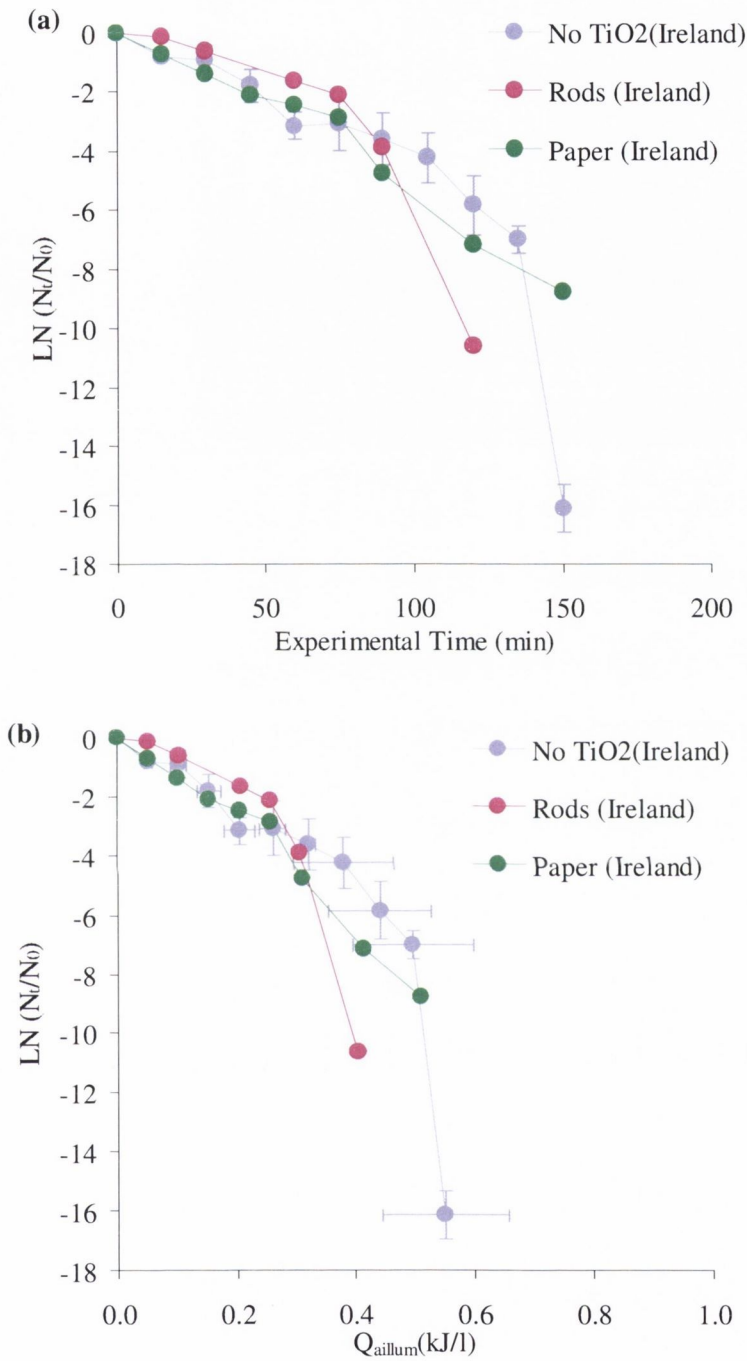 (a)
No TiO2(Ireland)
Rods (Ireland)
Paper (Ireland)
0
-2
-4
-6
-8
-10
-12
-14
-16
-18
LN (Nt/N0)
0 50 100 150 200
Experimental Time (min)
(b)
No TiO2(Ireland)
Rods (Ireland)
Paper (Ireland)
0
-2
-4
-6
-8
-10
-12
-14
-16
-18
LN (Nt/N0)
0.0 0.2 0.4 0.6 0.8 1.0
Qaillum(kJ/l)